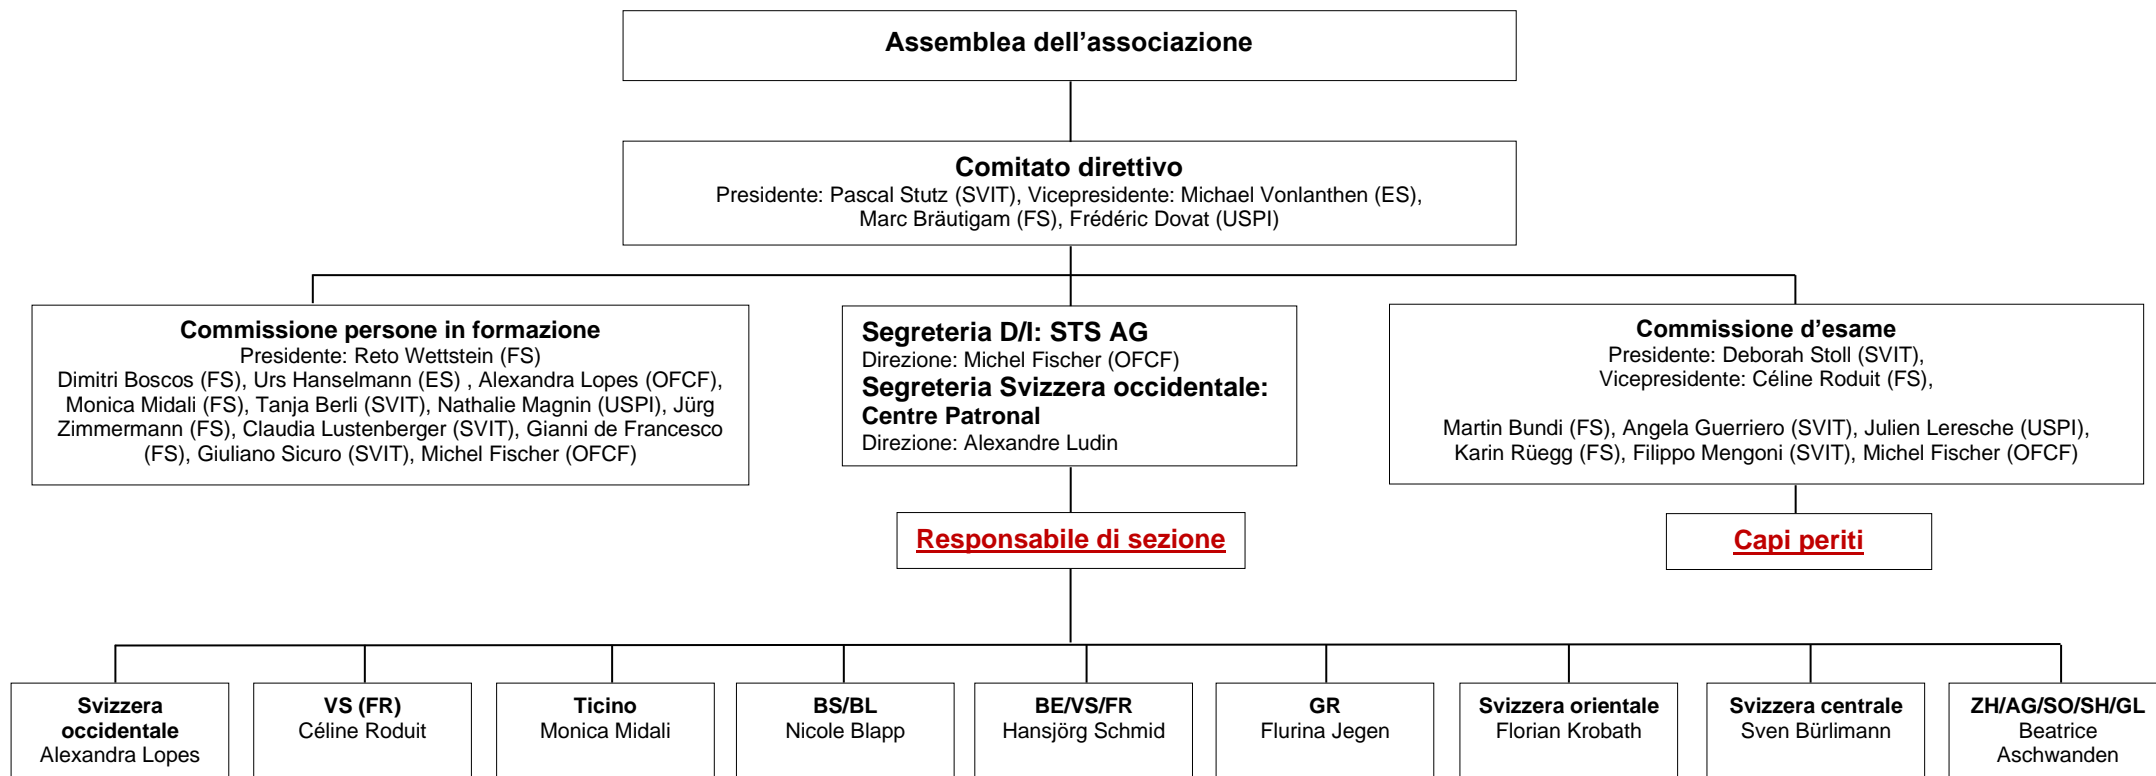 Assemblea dell’associazione
Comitato direttivo
Presidente: Pascal Stutz (SVIT), Vicepresidente: Michael Vonlanthen (ES),
Marc Bräutigam (FS), Frédéric Dovat (USPI)
Commissione persone in formazione
Presidente: Reto Wettstein (FS)
Dimitri Boscos (FS), Urs Hanselmann (ES) , Alexandra Lopes (OFCF),
Monica Midali (FS), Tanja Berli (SVIT), Nathalie Magnin (USPI), Jürg
Zimmermann (FS), Claudia Lustenberger (SVIT), Gianni de Francesco
(FS), Giuliano Sicuro (SVIT), Michel Fischer (OFCF)
Segreteria D/I: STS AG
Direzione: Michel Fischer (OFCF)
Segreteria Svizzera occidentale:
Centre Patronal
Direzione: Alexandre Ludin
Commissione d’esame
Presidente: Deborah Stoll (SVIT),
Vicepresidente: Céline Roduit (FS),
Martin Bundi (FS), Angela Guerriero (SVIT), Julien Leresche (USPI),
Karin Rüegg (FS), Filippo Mengoni (SVIT), Michel Fischer (OFCF)
Responsabile di sezione
Capi periti
Svizzera
occidentale
Alexandra Lopes
VS (FR)
Céline Roduit
Ticino
Monica Midali
BS/BL
Nicole Blapp
BE/VS/FR
Hansjörg Schmid
GR
Flurina Jegen
Svizzera orientale
Florian Krobath
Svizzera centrale
Sven Bürlimann
ZH/AG/SO/SH/GL
Beatrice
Aschwanden